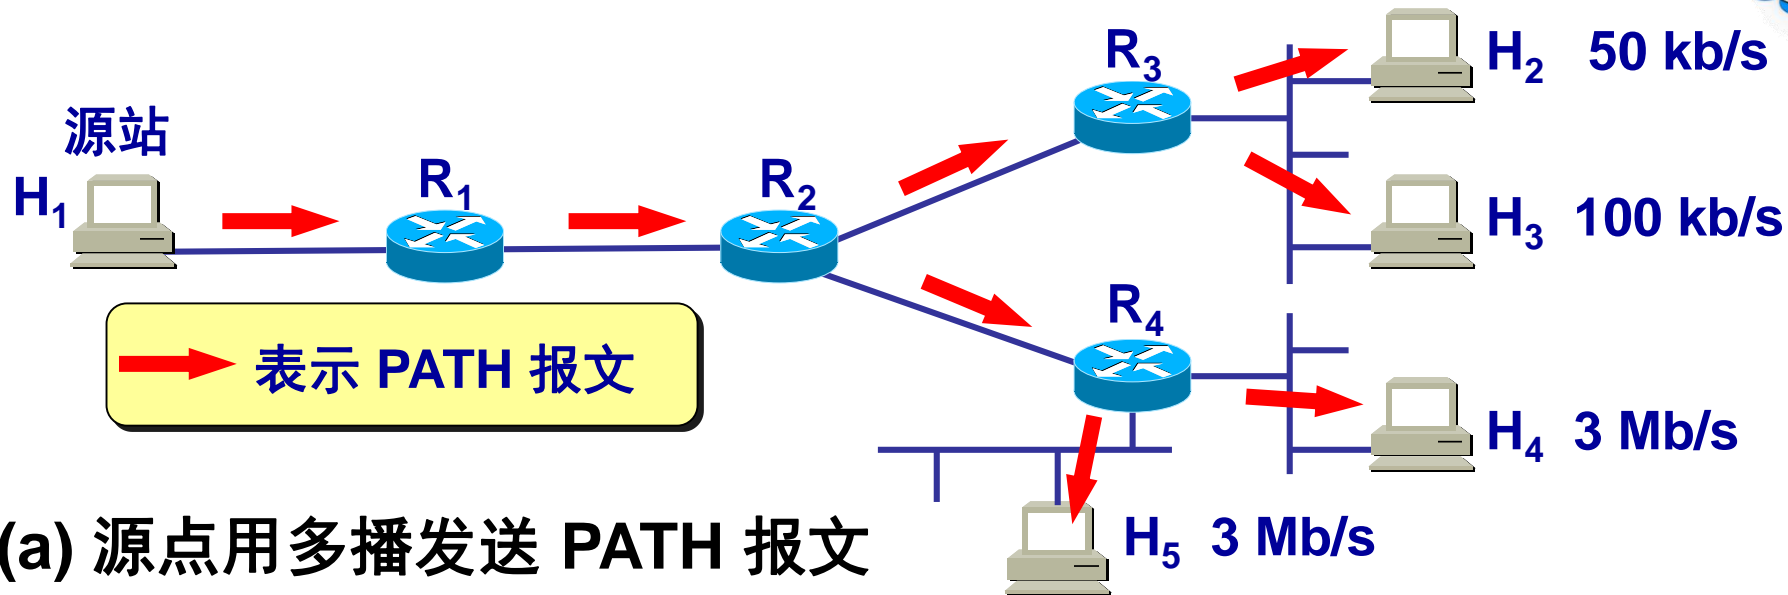 R₃
H₂ 50 kb/s
源站
H₁
R₁
R₂
H₃ 100 kb/s
R₄
表示 PATH 报文
H₄ 3 Mb/s
H₅ 3 Mb/s
(a) 源点用多播发送 PATH 报文